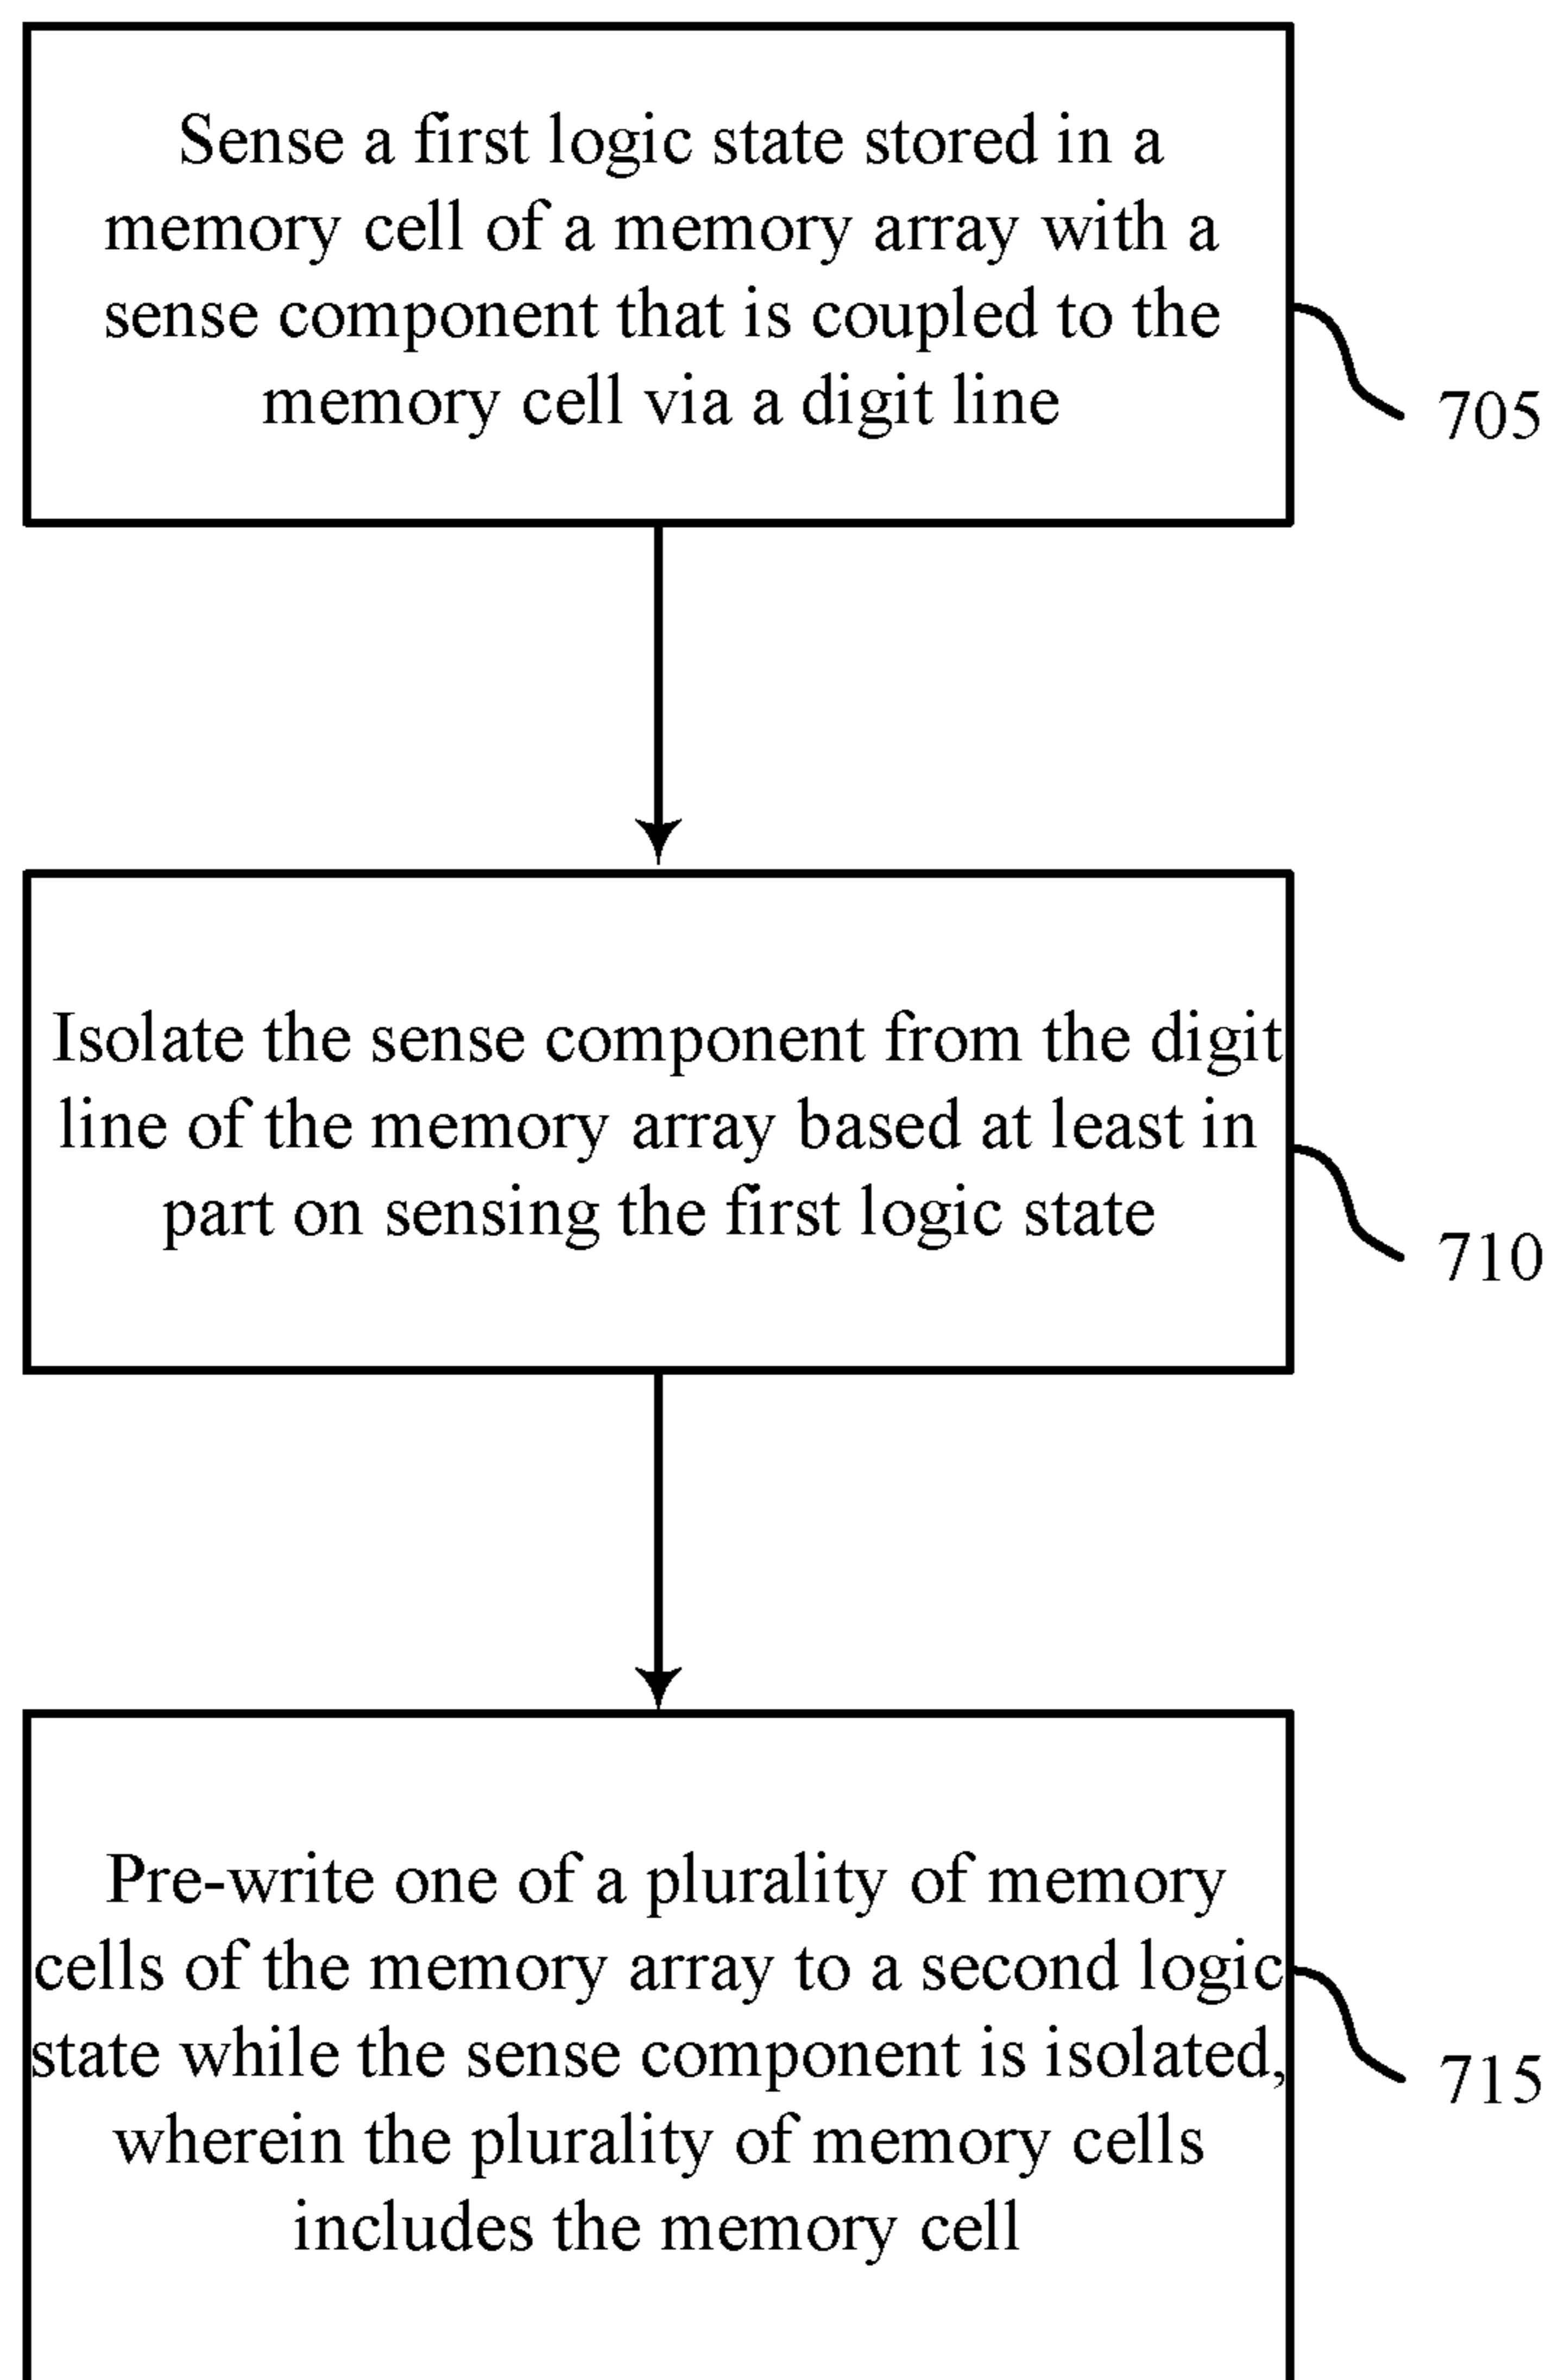 Sense a first logic state stored in a
memory cell of a memory array with a
sense component that is coupled to the
memory cell via a digit line
705
Isolate the sense component from the digit
line of the memory array based at least in
part on sensing the first logic state
710
Pre-write one of a plurality of memory
cells of the memory array to a second logic
state while the sense component is isolated,
wherein the plurality of memory cells
includes the memory cell
715